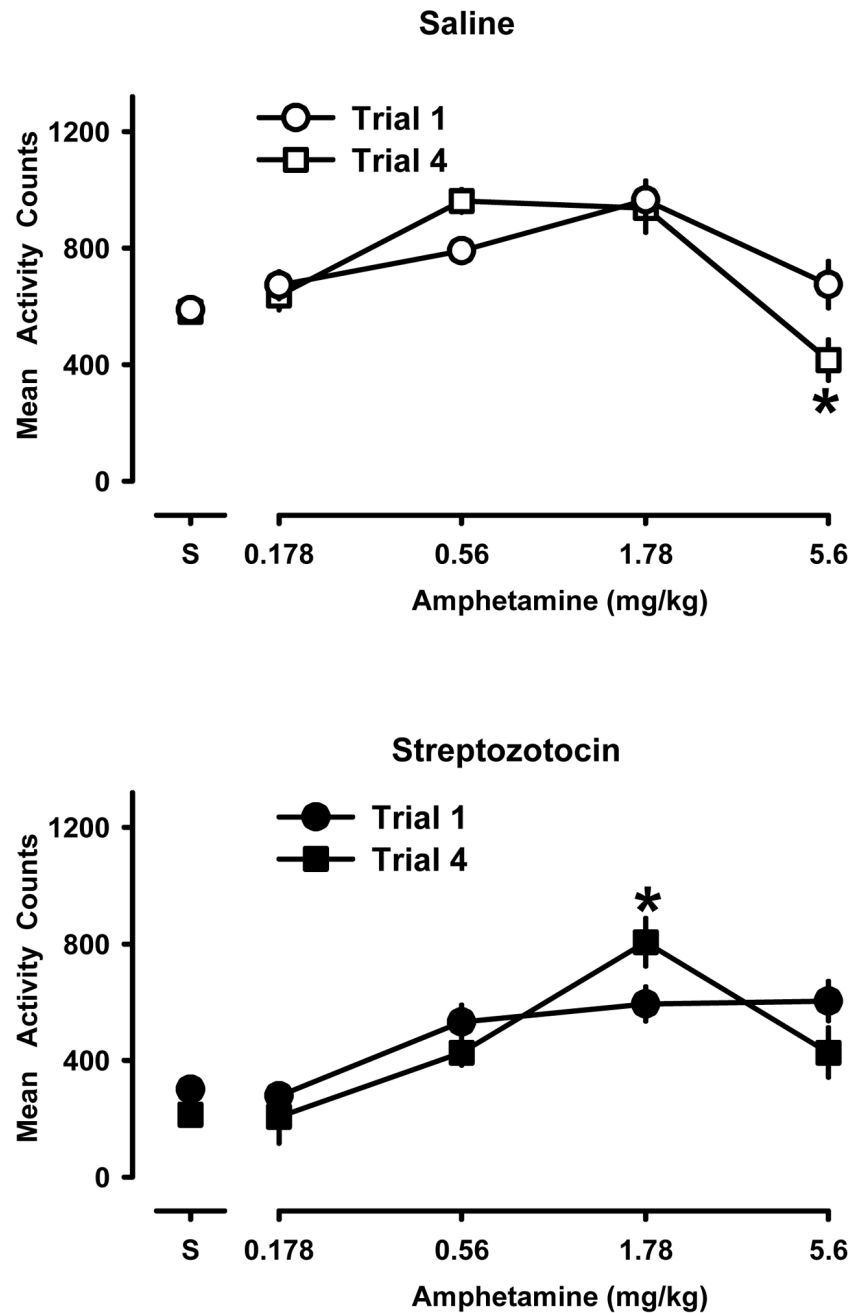 Saline
Trial 1
Trial 4
Mean Activity Counts
1200
800
400
0
S 0.178 0.56 1.78 5.6
Amphetamine (mg/kg)
*
Streptozotocin
Trial 1
Trial 4
Mean Activity Counts
1200
800
400
0
*
S 0.178 0.56 1.78 5.6
Amphetamine (mg/kg)